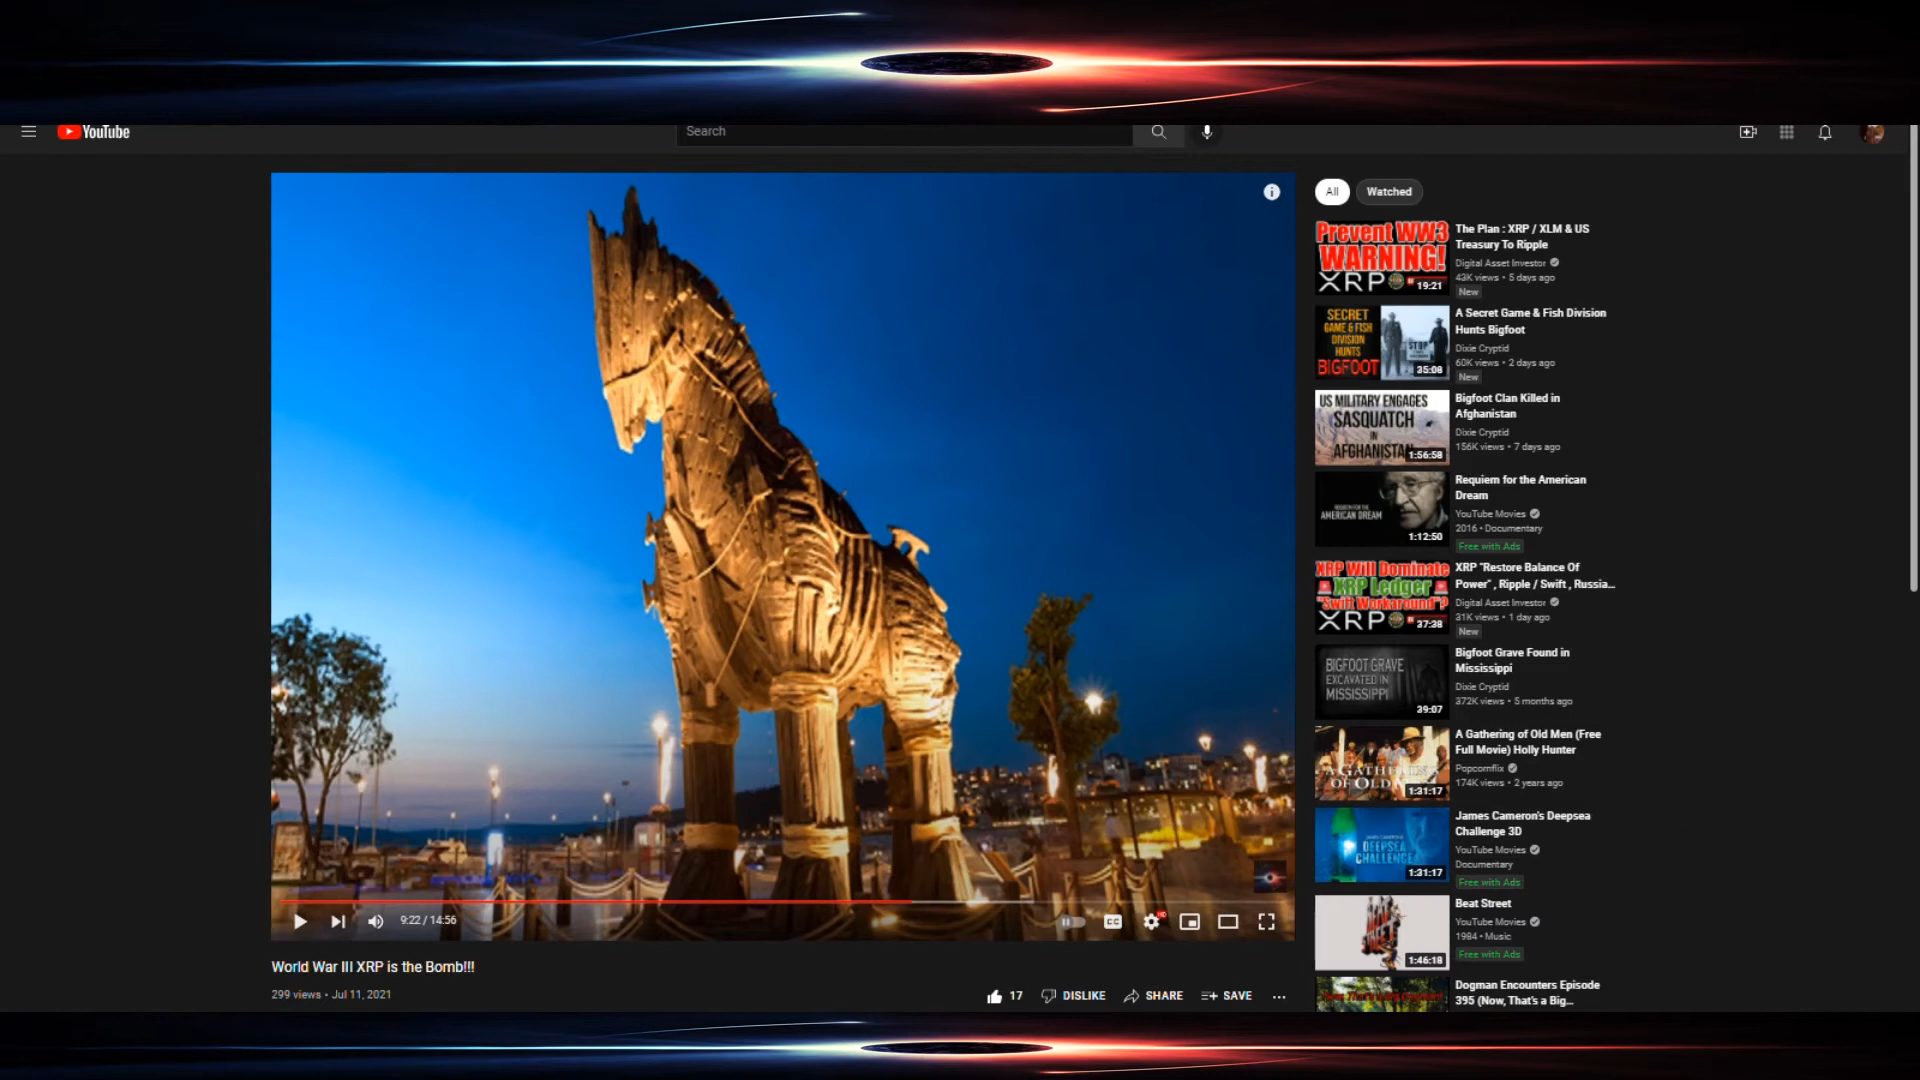 YouTube
Search
All
Watched
Prevent WW3
WARNING!
XRP
19:21
The Plan : XRP / XLM & US
Treasury To Ripple
Digital Asset Investor
43K views • 5 days ago
New
SECRET
GAME & FISH
DIVISION
HUNTS
BIGFOOT
STOP
35:08
A Secret Game & Fish Division
Hunts Bigfoot
Dixie Cryptid
60K views • 2 days ago
New
US MILITARY ENGAGES
SASQUATCH
IN
AFGHANISTA
1:56:58
Bigfoot Clan Killed in
Afghanistan
Dixie Cryptid
156K views • 7 days ago
REQUIEM FOR THE
AMERICAN DREAM
1:12:50
Requiem for the American
Dream
YouTube Movies
2016 • Documentary
Free with Ads
XRP Will Dominate
XRP Ledger
"Swift Workaround"?
XRP
37:38
XRP "Restore Balance Of
Power" , Ripple / Swift , Russia...
Digital Asset Investor
31K views • 1 day ago
New
BIGFOOT GRAVE
EXCAVATED IN
MISSISSIPPI
39:07
Bigfoot Grave Found in
Mississippi
Dixie Cryptid
372K views • 5 months ago
A GATHERING
OF OLD
1:31:17
A Gathering of Old Men (Free
Full Movie) Holly Hunter
Popcornflix
174K views • 2 years ago
DEEPSEA
CHALLENGE
1:31:17
James Cameron's Deepsea
Challenge 3D
YouTube Movies
Documentary
Free with Ads
1:46:18
Beat Street
YouTube Movies
1984 • Music
Free with Ads
Dogman Encounters Episode
395 (Now, That's a Big...
9:22 / 14:56
CC
HD
World War III XRP is the Bomb!!!
299 views • Jul 11, 2021
17
DISLIKE
SHARE
SAVE